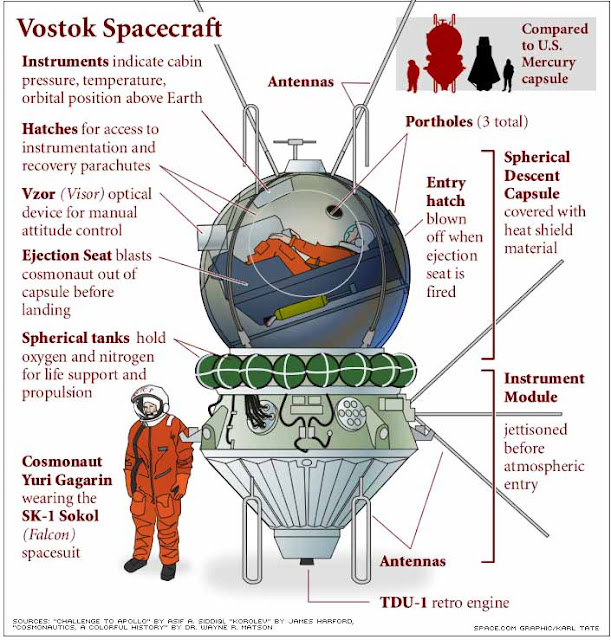 Vostok Spacecraft
Compared
to U.S.
Mercury
capsule
Instruments indicate cabin
pressure, temperature,
orbital position above Earth
Antennas
Hatches for access to
instrumentation and
recovery parachutes
Portholes (3 total)
Vzor (Visor) optical
device for manual
attitude control
Entry
hatch
blown
off when
ejection
seat is
fired
Spherical
Descent
Capsule
covered with
heat shield
material
Ejection Seat blasts
cosmonaut out of
capsule before
landing
Spherical tanks hold
oxygen and nitrogen
for life support and
propulsion
Instrument
Module
jettisoned
before
atmospheric
entry
Cosmonaut
Yuri Gagarin
wearing the
SK-1 Sokol
(Falcon)
spacesuit
Antennas
TDU-1 retro engine
SOURCES: "CHALLENGE TO APOLLO" BY ASIF A. SIDDIQI, "KOROLEV" BY JAMES HARFORD,
"COSMONAUTICS, A COLORFUL HISTORY" BY DR. WAYNE R. MATSON
SPACE.COM GRAPHIC/KARL TATE